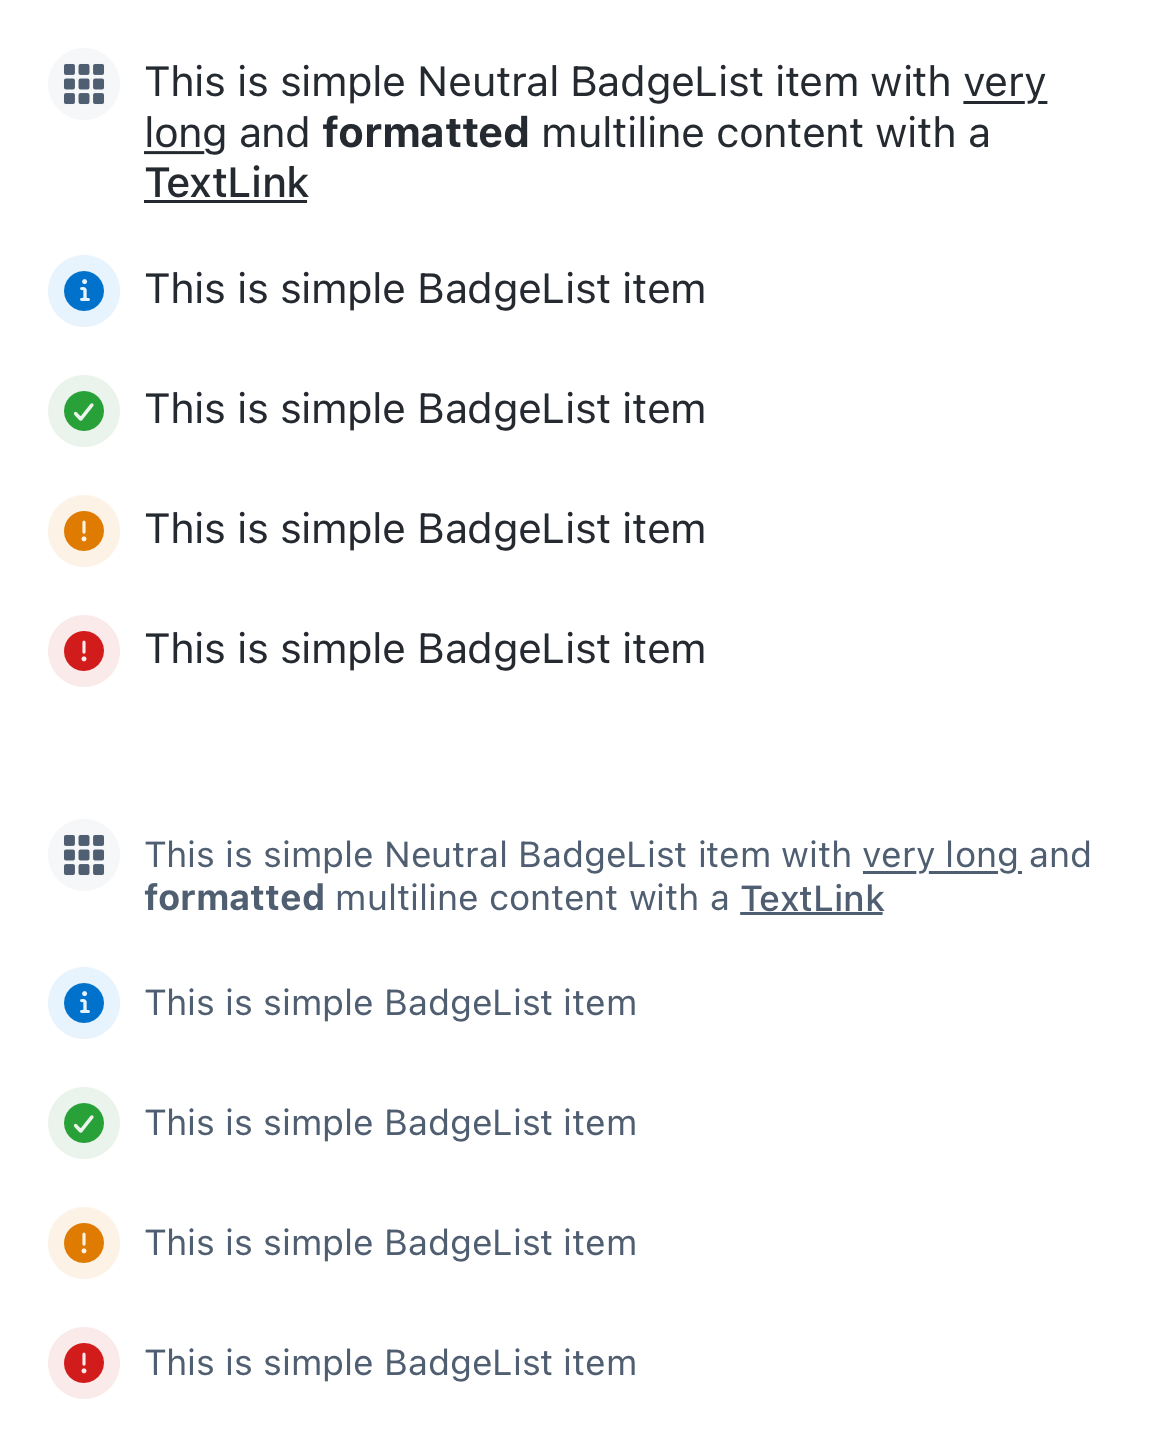 This is simple Neutral BadgeList item with very
long and formatted multiline content with a
TextLink
This is simple BadgeList item
This is simple BadgeList item
This is simple BadgeList item
This is simple BadgeList item
This is simple Neutral BadgeList item with very long and
formatted multiline content with a TextLink
This is simple BadgeList item
This is simple BadgeList item
This is simple BadgeList item
This is simple BadgeList item